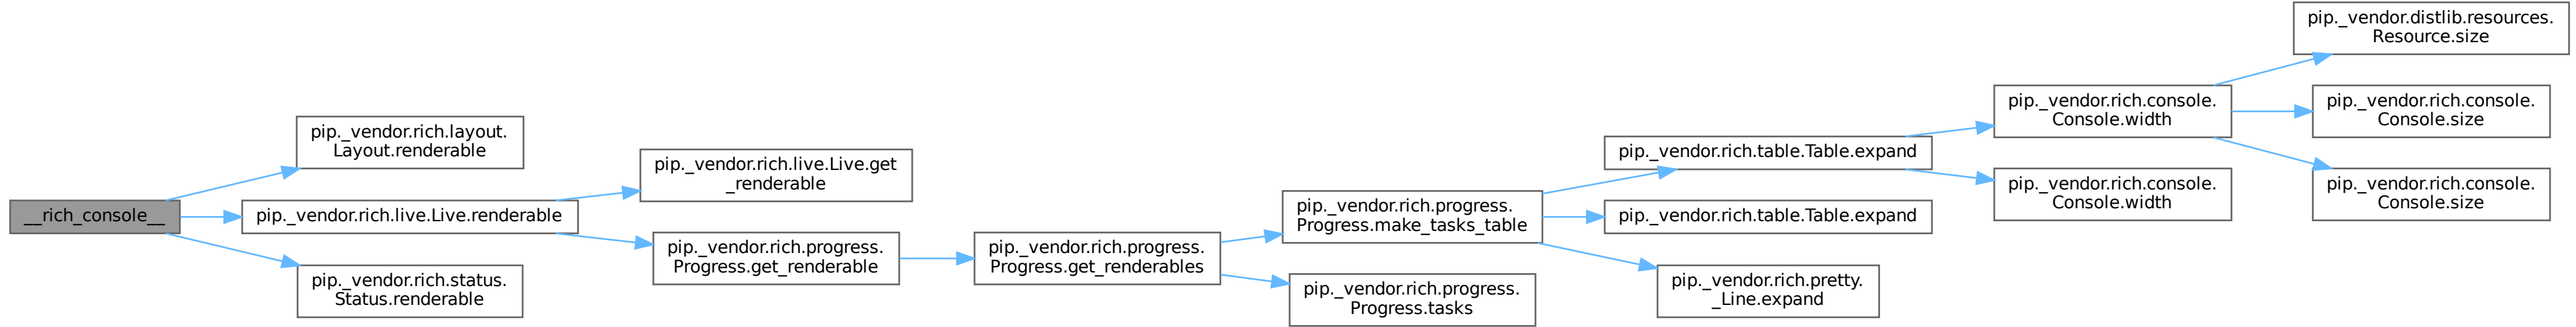 __rich_console__
pip._vendor.rich.layout.
Layout.renderable
pip._vendor.rich.live.Live.renderable
pip._vendor.rich.status.
Status.renderable
pip._vendor.rich.live.Live.get
_renderable
pip._vendor.rich.progress.
Progress.get_renderable
pip._vendor.rich.progress.
Progress.get_renderables
pip._vendor.rich.progress.
Progress.make_tasks_table
pip._vendor.rich.progress.
Progress.tasks
pip._vendor.rich.table.Table.expand
pip._vendor.rich.table.Table.expand
pip._vendor.rich.pretty.
_Line.expand
pip._vendor.rich.console.
Console.width
pip._vendor.rich.console.
Console.width
pip._vendor.distlib.resources.
Resource.size
pip._vendor.rich.console.
Console.size
pip._vendor.rich.console.
Console.size